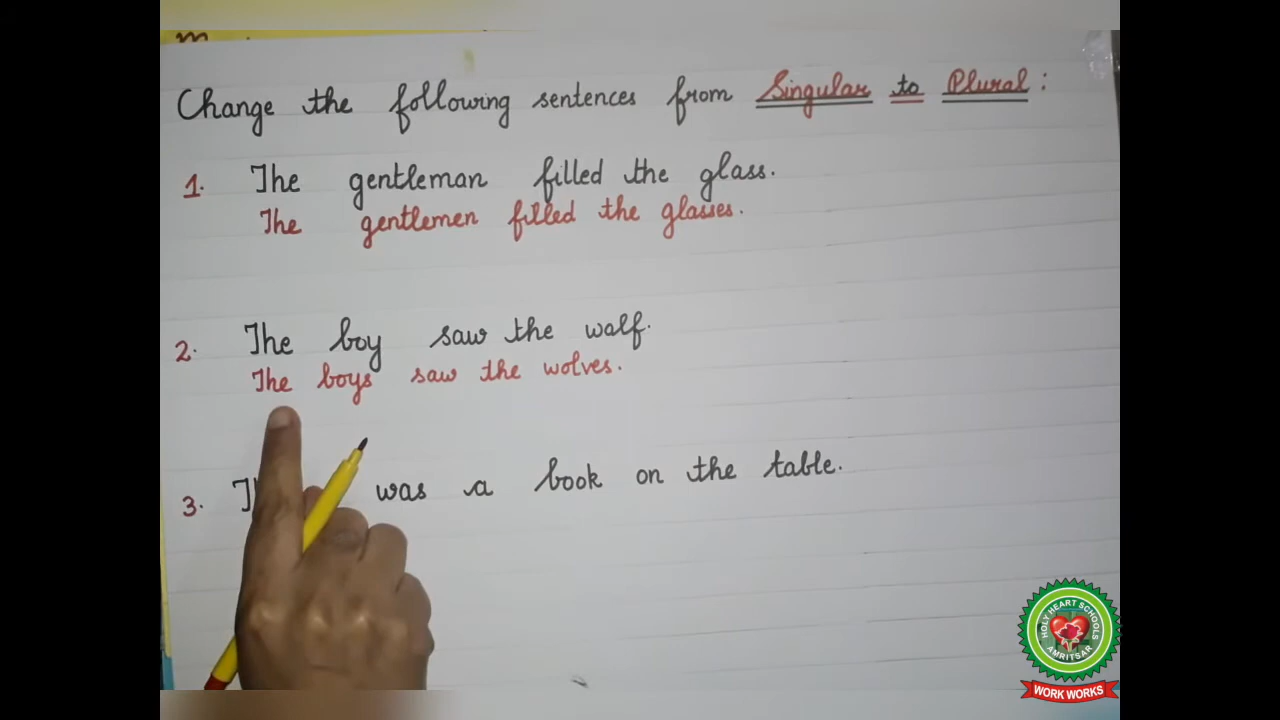 m
Change the following sentences from Singular to Plural :
1. The gentleman filled the glass.
The gentlemen filled the glasses.
2. The boy saw the walf.
The boys saw the wolves.
3. was a book on the table.
HOLY HEART SCHOOLS
AMRITSAR
WORK WORKS